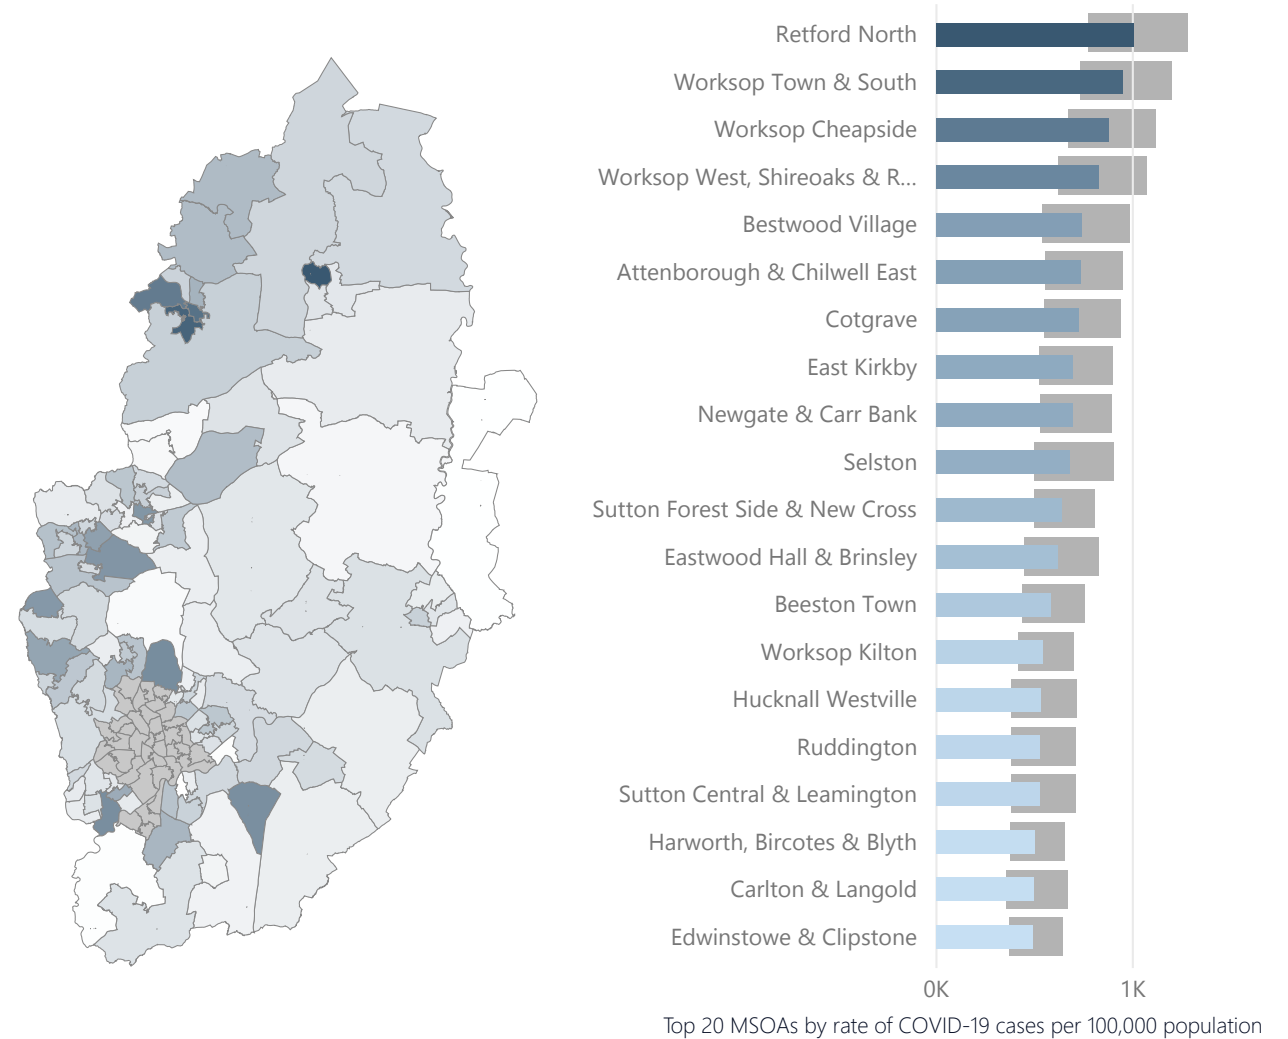 Retford North
Worksop Town & South
Worksop Cheapside
Worksop West, Shireoaks & R...
Bestwood Village
Attenborough & Chilwell East
Cotgrave
East Kirkby
Newgate & Carr Bank
Selston
Sutton Forest Side & New Cross
Eastwood Hall & Brinsley
Beeston Town
Worksop Kilton
Hucknall Westville
Ruddington
Sutton Central & Leamington
Harworth, Bircotes & Blyth
Carlton & Langold
Edwinstowe & Clipstone
0K 1K
Top 20 MSOAs by rate of COVID-19 cases per 100,000 population